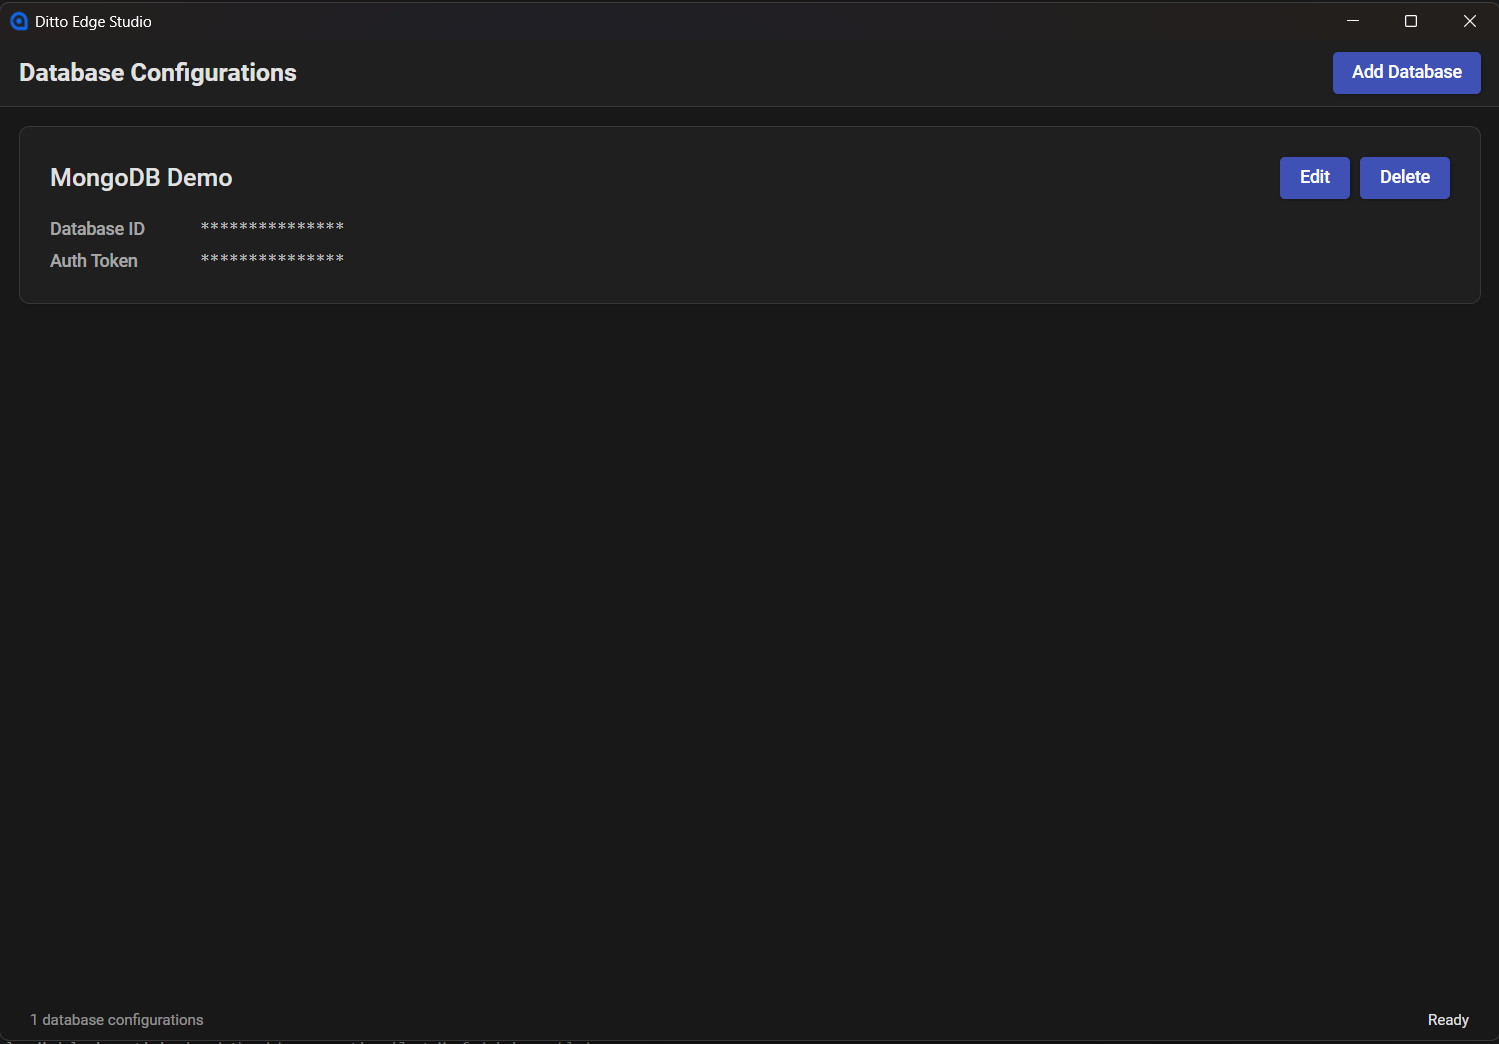 Ditto Edge Studio
Database Configurations
Add Database
MongoDB Demo
Edit
Delete
Database ID
***************
Auth Token
***************
1 database configurations
Ready